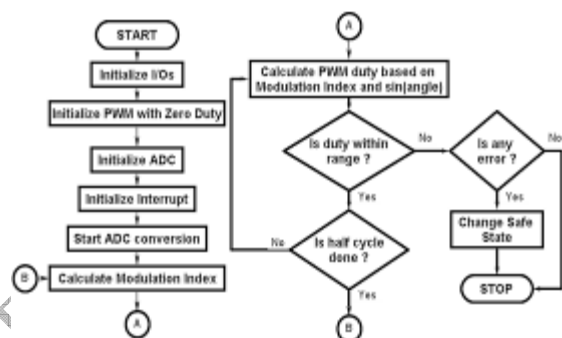 START
Initialize I/Os
Initialize PWM with Zero Duty
Initialize ADC
Initialize Interrupt
Start ADC conversion
B
Calculate Modulation Index
A
A
Calculate PWM duty based on
Modulation Index and sin(angle)
Is duty within
range ?
No
Yes
Is half cycle
done ?
No
Yes
B
Is any
error ?
No
Yes
Change Safe
State
STOP